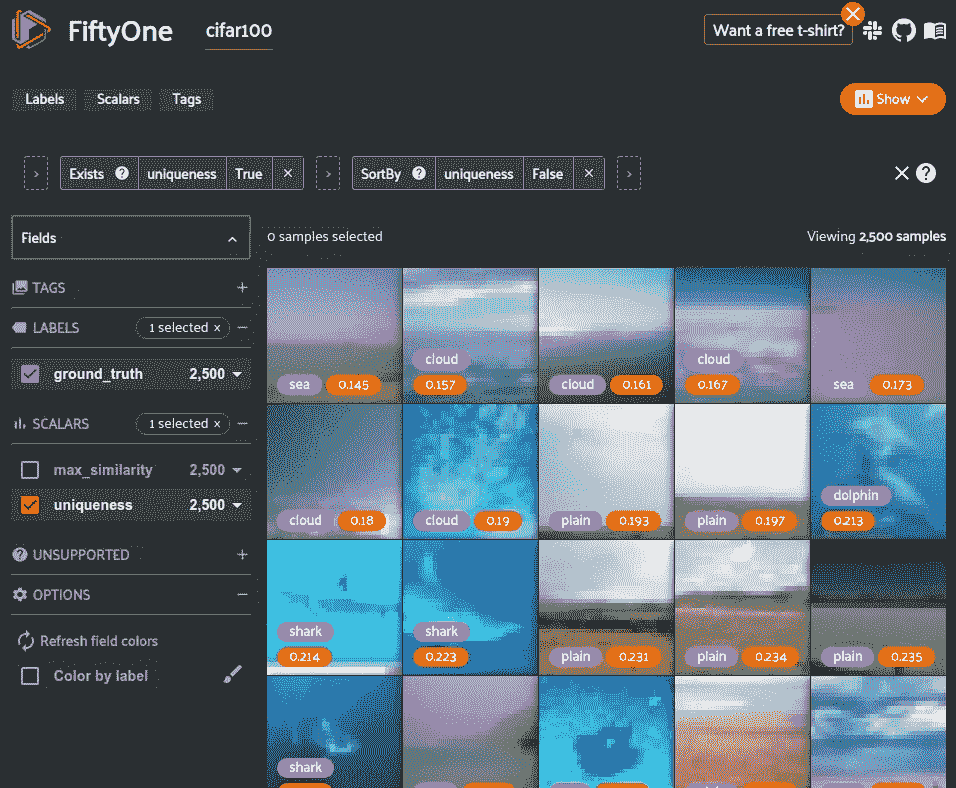 FiftyOne cifar100 Want a free t-shirt?
Labels Scalars Tags Show
Exists ? uniqueness True × SortBy ? uniqueness False × × ?
Fields 0 samples selected Viewing 2,500 samples
TAGS +
LABELS 1 selected × −
ground_truth 2,500
SCALARS 1 selected × −
max_similarity 2,500
uniqueness 2,500
? UNSUPPORTED +
OPTIONS −
Refresh field colors
Color by label
cloud cloud
sea 0.145 0.157 cloud 0.161 0.167 sea 0.173
dolphin
cloud 0.18 cloud 0.19 plain 0.193 plain 0.197 0.213
shark shark
0.214 0.223 plain 0.231 plain 0.234 plain 0.235
shark